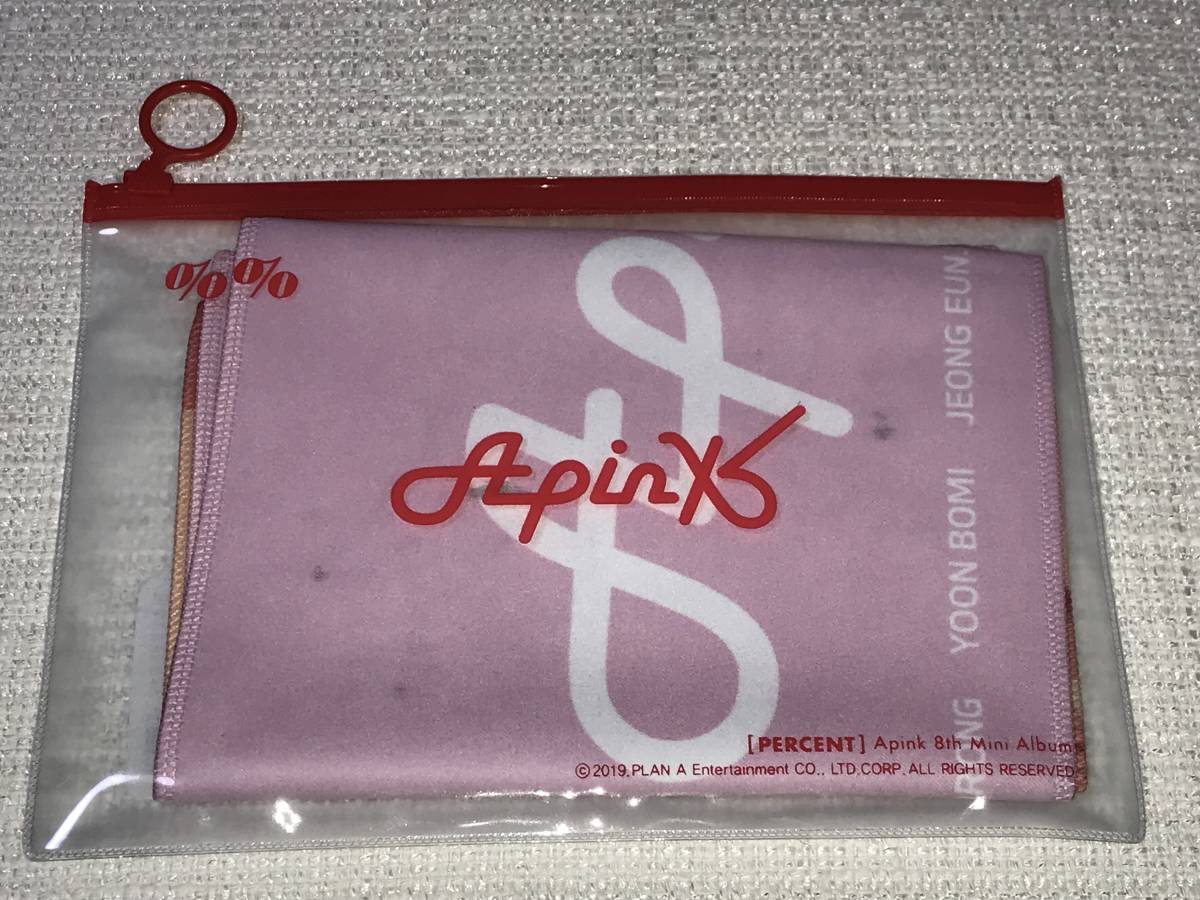 %%
Apink
[PERCENT] Apink 8th Mini Album
©2019.PLAN A Entertainment CO., LTD.CORP. ALL RIGHTS RESERVED
YOON BOMI JEONG EUN